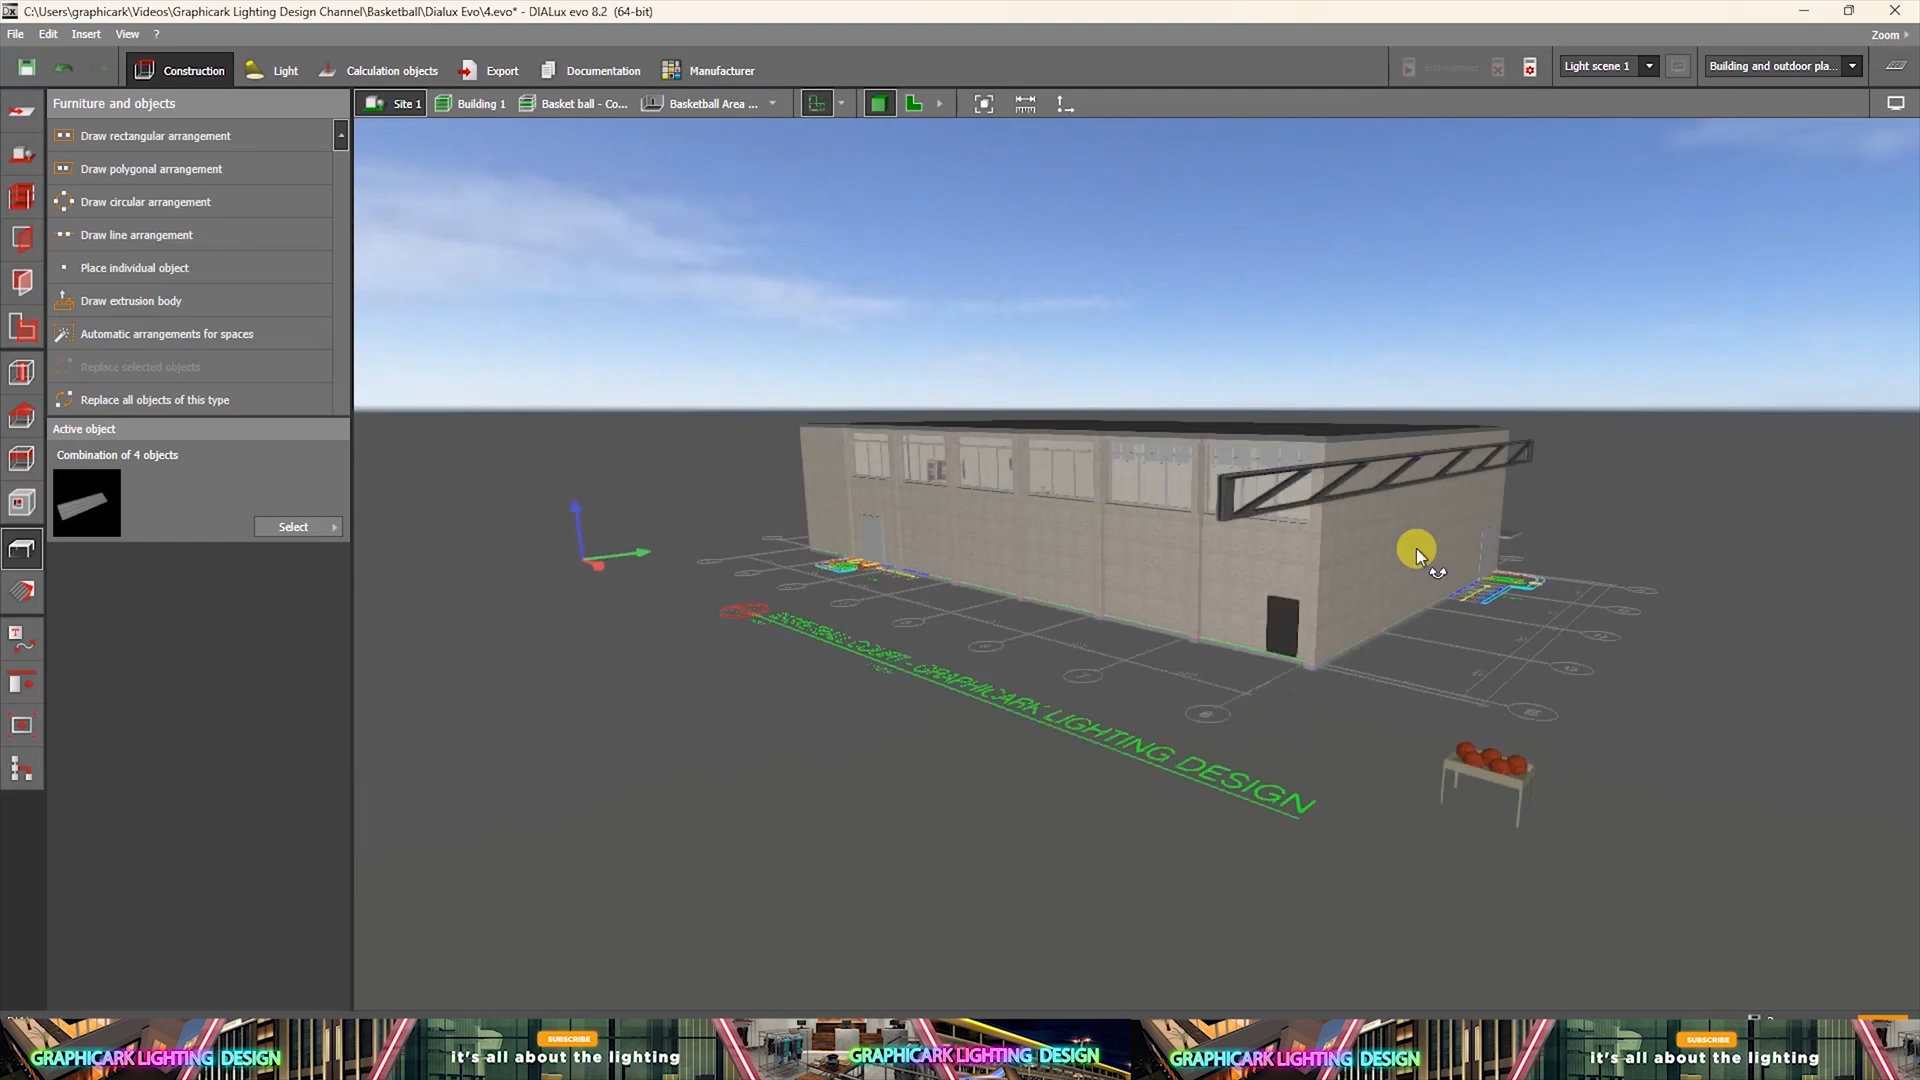 C:\Users\graphicark\Videos\Graphicark Lighting Design Channel\Basketball\Dialux Evo\4.evo* - DIALux evo 8.2 (64-bit)
File Edit Insert View ?
Zoom
Construction Light Calculation objects Export Documentation Manufacturer
Entire project
Light scene 1
Building and outdoor pla...
Furniture and objects
Site 1 Building 1 Basket ball - Co... Basketball Area ...
Draw rectangular arrangement
Draw polygonal arrangement
Draw circular arrangement
Draw line arrangement
Place individual object
Draw extrusion body
Automatic arrangements for spaces
Replace selected objects
Replace all objects of this type
Active object
Combination of 4 objects
Select
COURT - GRAPHICARK LIGHTING DESIGN
GRAPHICARK LIGHTING DESIGN
SUBSCRIBE
it's all about the lighting
GRAPHICARK LIGHTING DESIGN
GRAPHICARK LIGHTING DESIGN
SUBSCRIBE
it's all about the lighting